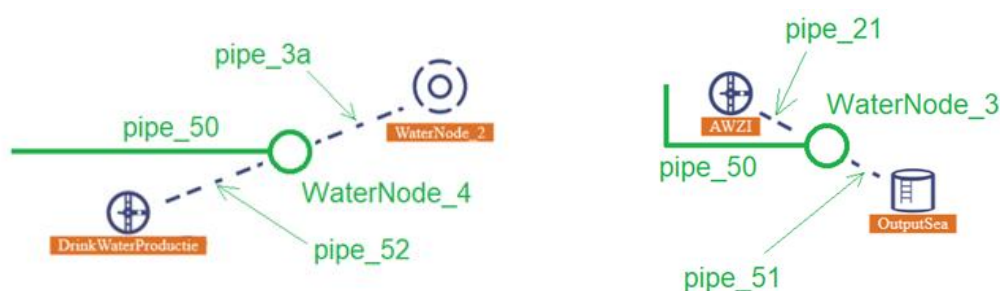 pipe_3a
pipe_50
WaterNode_2
WaterNode_4
DrinkWaterProductie
pipe_52
pipe_21
WaterNode_3
AWZI
pipe_50
OutputSea
pipe_51